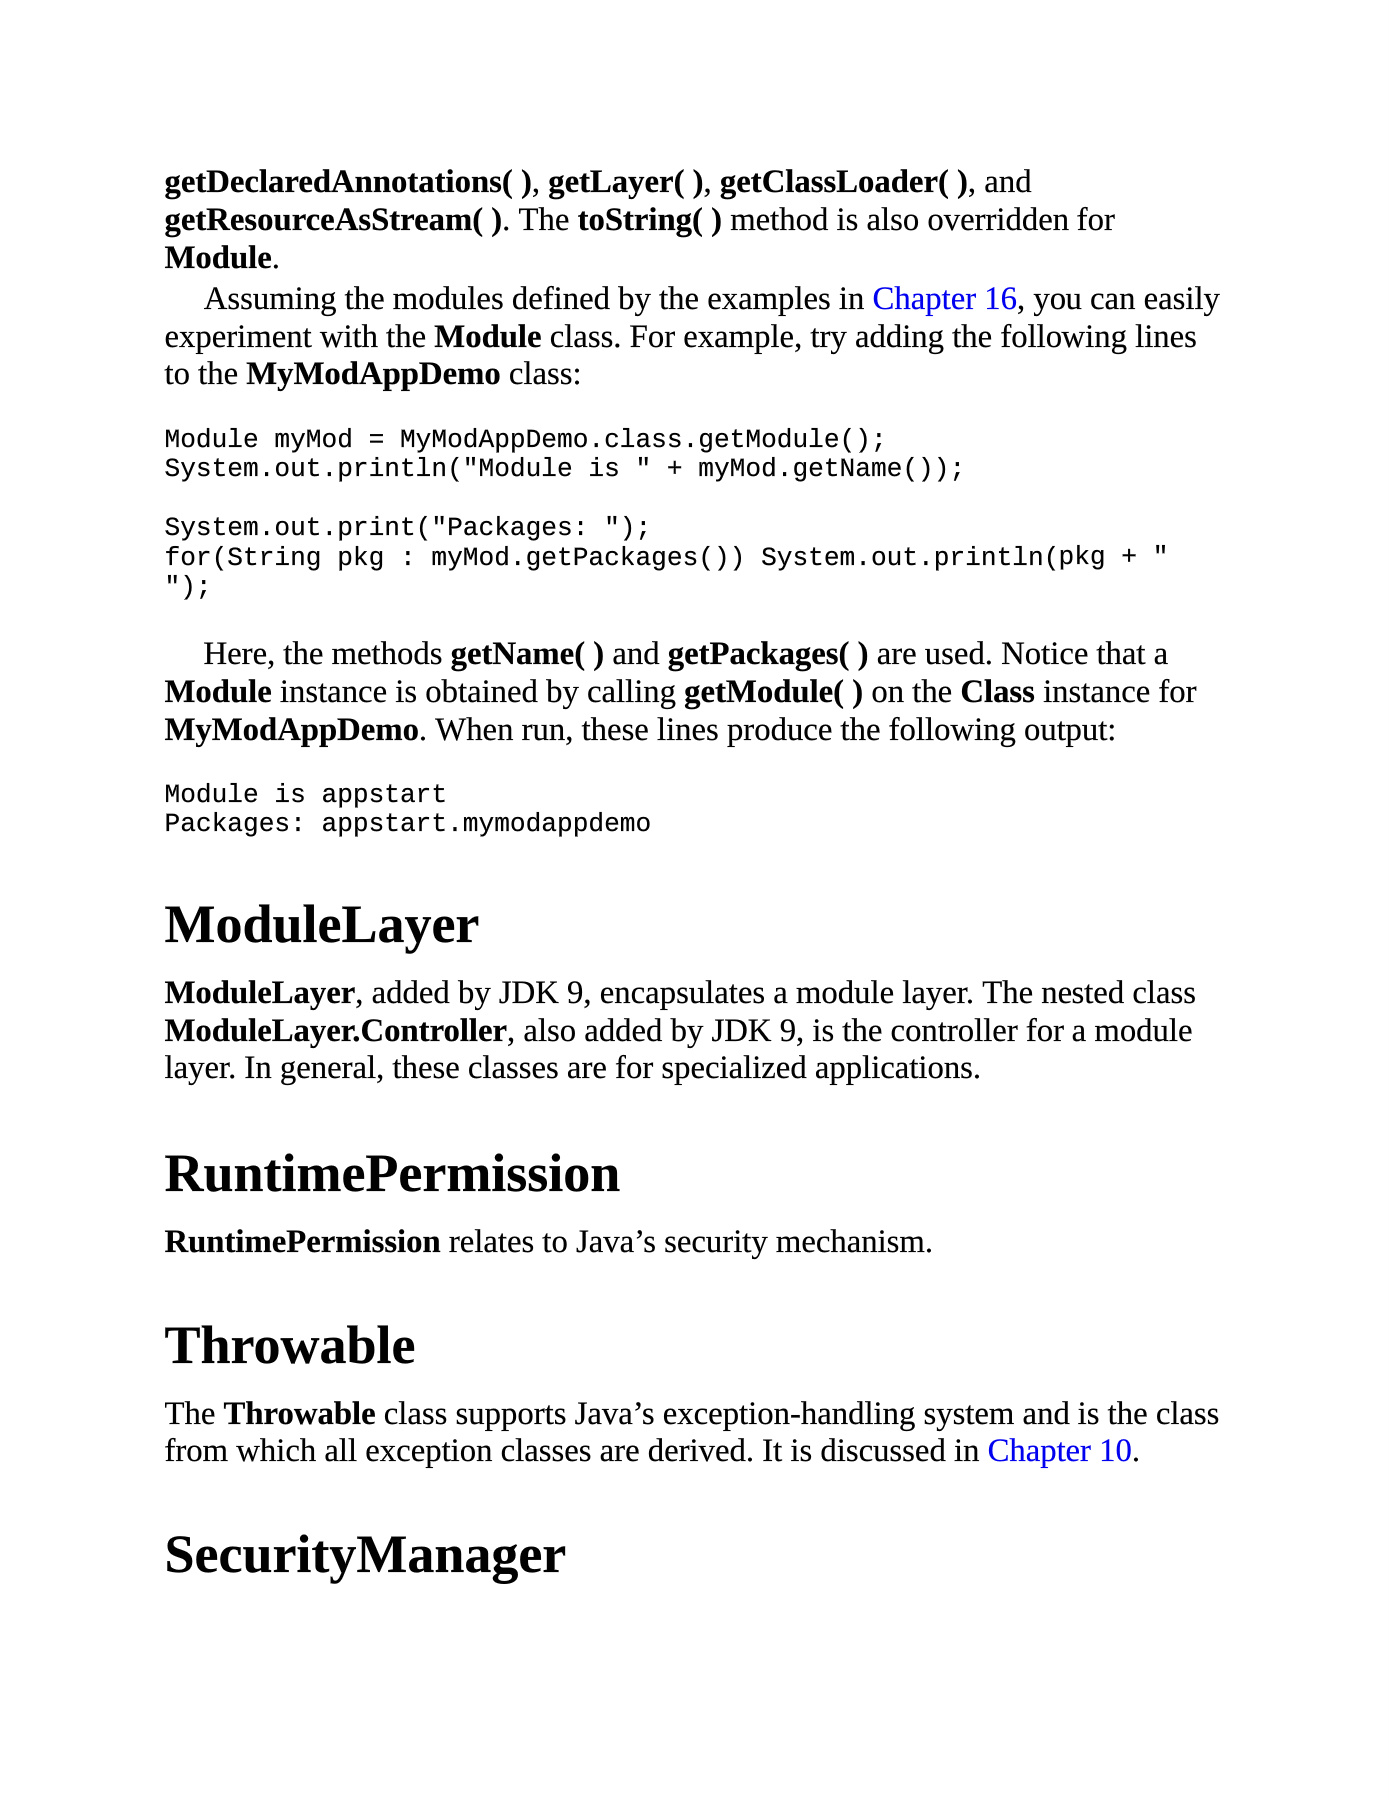 getDeclaredAnnotations( ), getLayer( ), getClassLoader( ), and
getResourceAsStream( ). The toString( ) method is also overridden for
Module.
Assuming the modules defined by the examples in Chapter 16, you can easily
experiment with the Module class. For example, try adding the following lines
to the MyModAppDemo class:
Module myMod = MyModAppDemo.class.getModule();
System.out.println("Module is " + myMod.getName());
System.out.print("Packages: ");
for(String pkg : myMod.getPackages()) System.out.println(pkg + "
");
Here, the methods getName( ) and getPackages( ) are used. Notice that a
Module instance is obtained by calling getModule( ) on the Class instance for
MyModAppDemo. When run, these lines produce the following output:
Module is appstart
Packages: appstart.mymodappdemo
ModuleLayer
ModuleLayer, added by JDK 9, encapsulates a module layer. The nested class
ModuleLayer.Controller, also added by JDK 9, is the controller for a module
layer. In general, these classes are for specialized applications.
RuntimePermission
RuntimePermission relates to Java’s security mechanism.
Throwable
The Throwable class supports Java’s exception-handling system and is the class
from which all exception classes are derived. It is discussed in Chapter 10.
SecurityManager